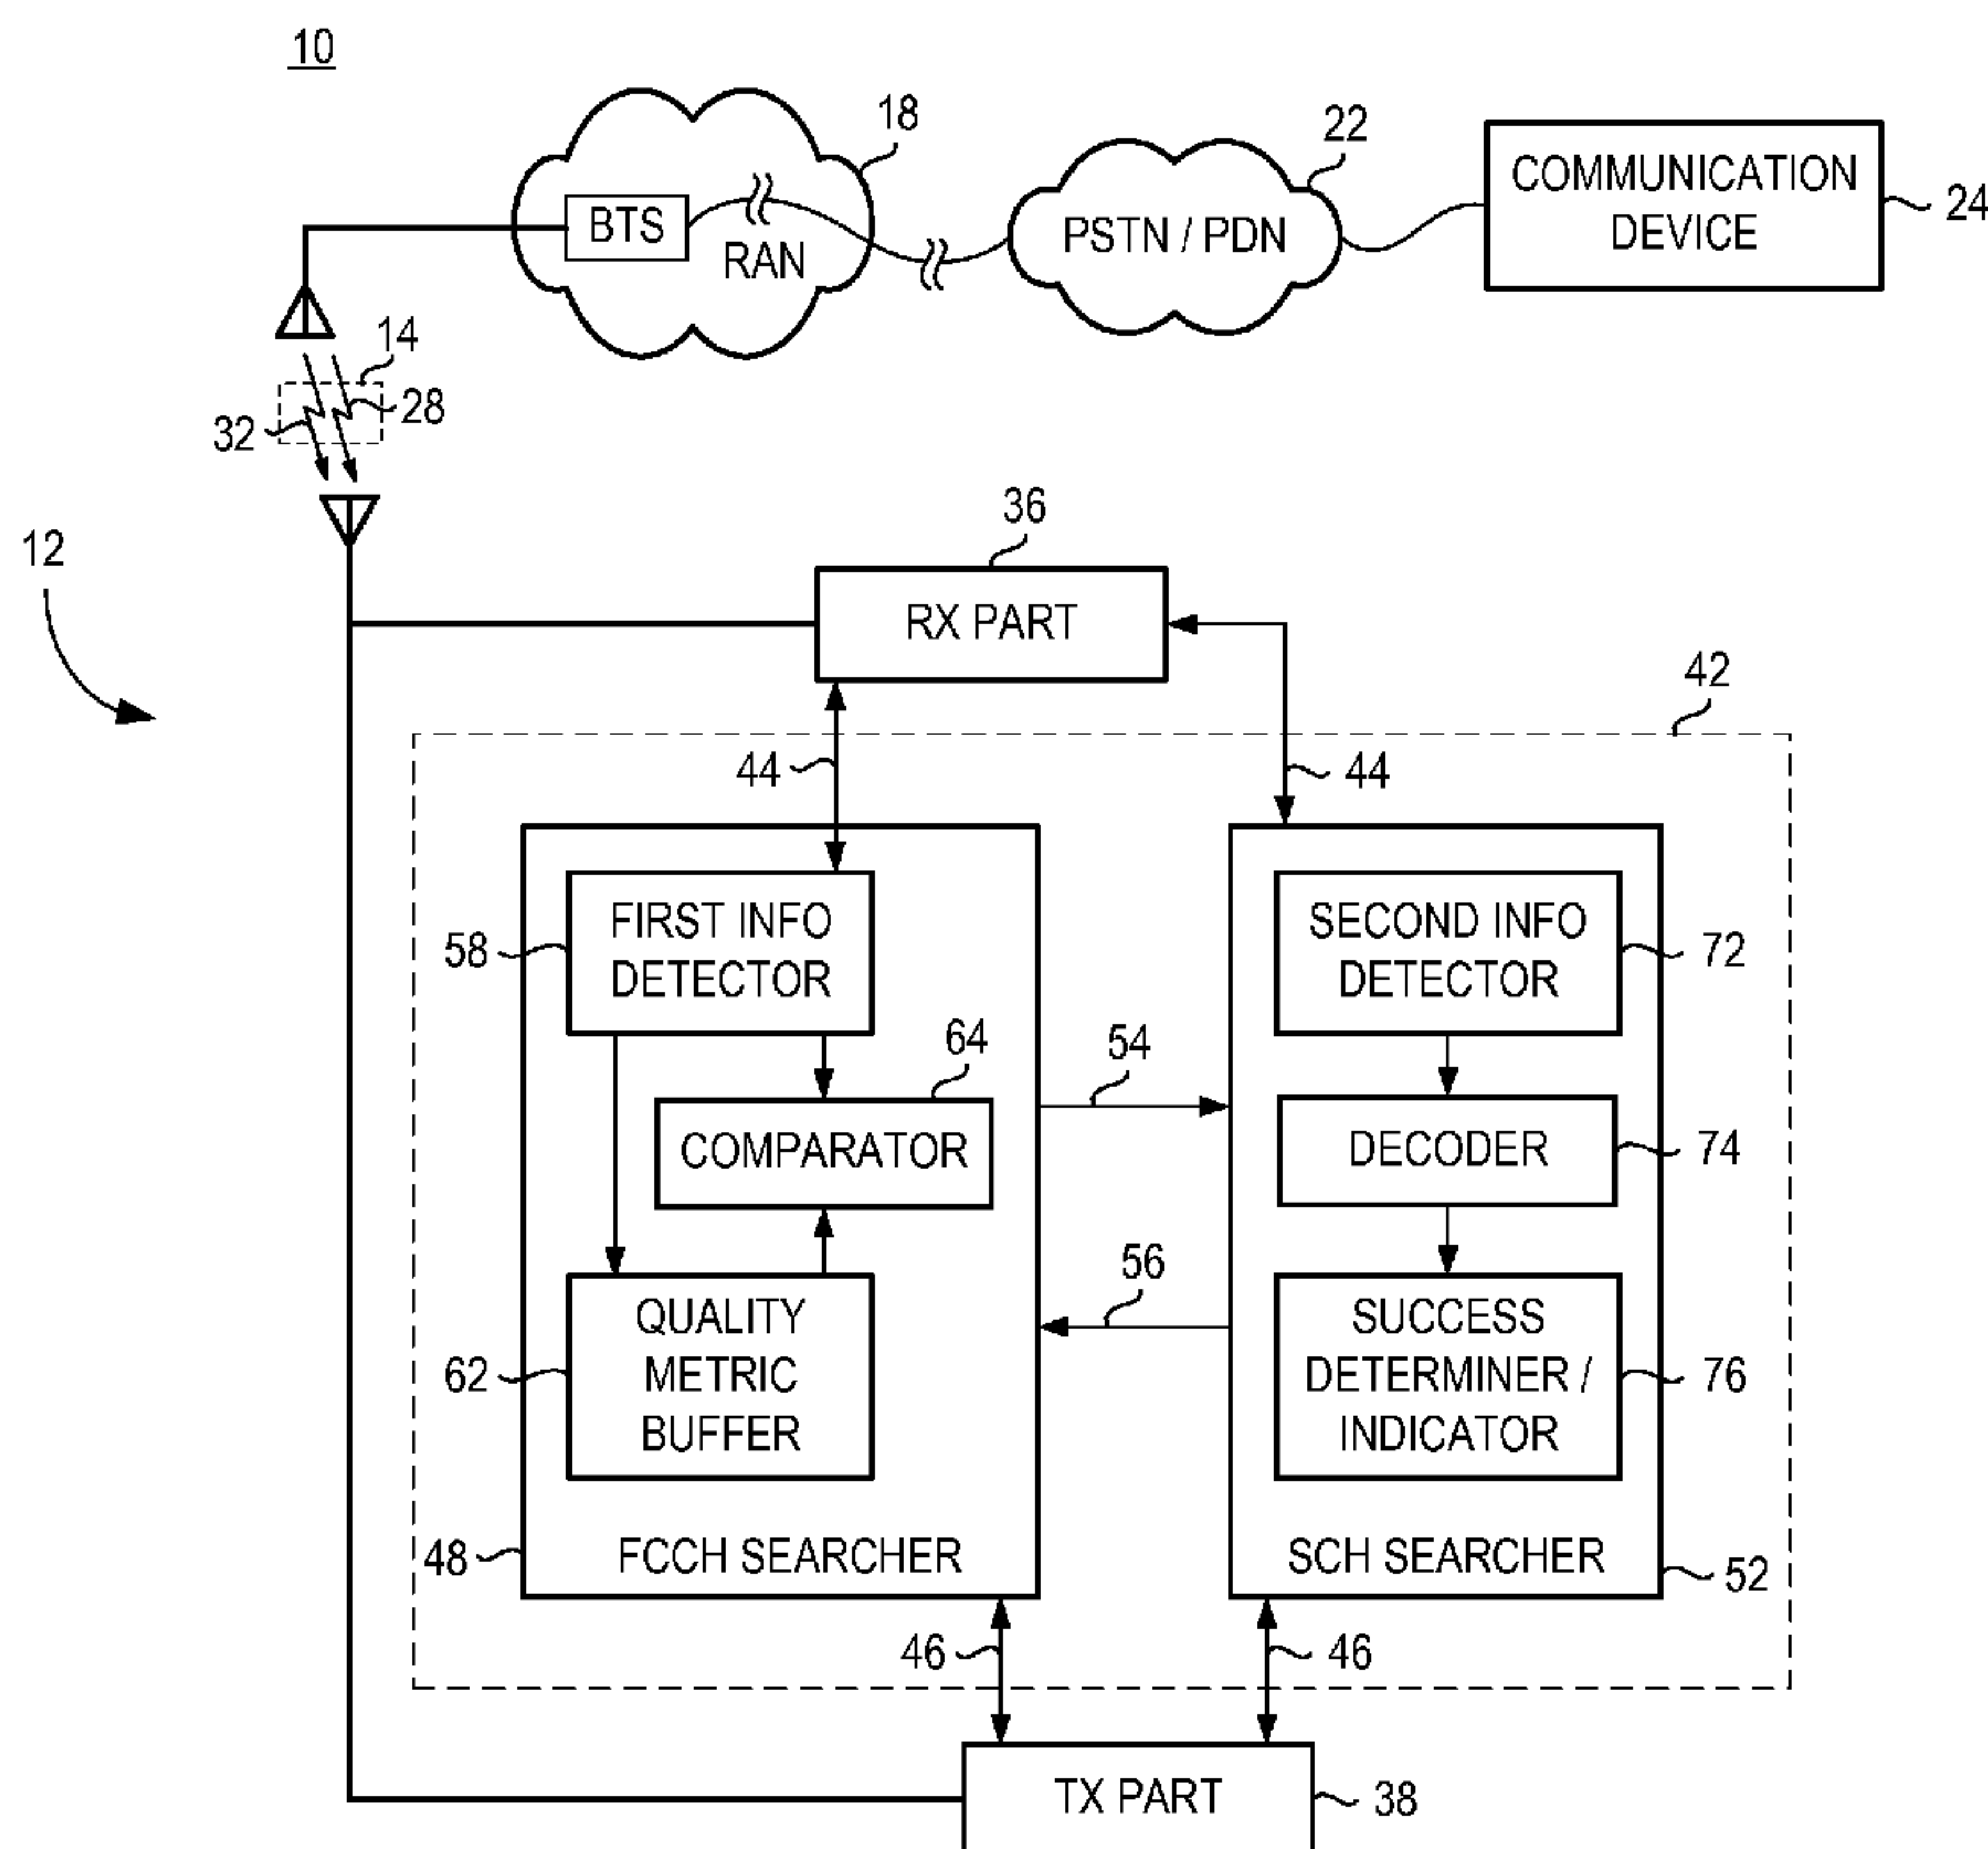 10
18
22
COMMUNICATION
DEVICE
24
BTS
RAN
PSTN / PDN
14
28
32
36
12
RX PART
42
44
44
FIRST INFO
DETECTOR
58
SECOND INFO
DETECTOR
72
64
54
COMPARATOR
DECODER
74
56
QUALITY
METRIC
BUFFER
62
SUCCESS
DETERMINER /
INDICATOR
76
48
FCCH SEARCHER
SCH SEARCHER
52
46
46
TX PART
38